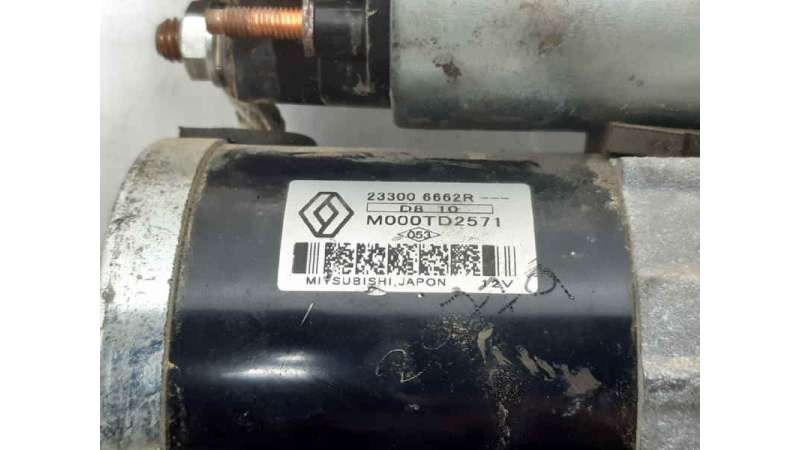 23300 6662R ---
D8 10
M000TD2571
053
MITSUBISHI, JAPON 12V